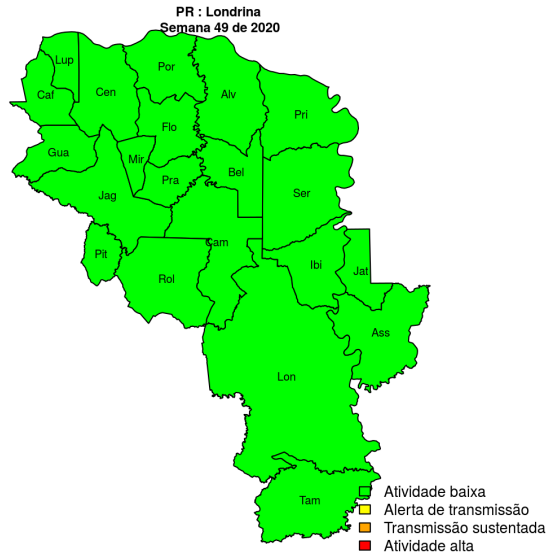 PR : Londrina
Semana 49 de 2020
Lup
Por
Caf
Cen
Alv
Pri
Flo
Gua
Mir
Bel
Pra
Jag
Ser
Cam
Pit
Ibi
Jat
Rol
Ass
Lon
Tam
Atividade baixa
Alerta de transmissão
Transmissão sustentada
Atividade alta